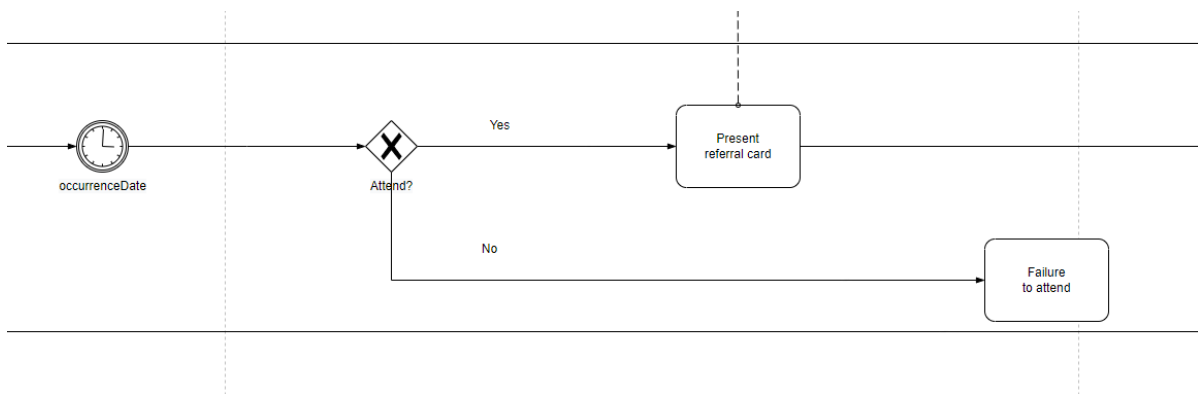 Yes
Present
referral card
occurrenceDate
Attend?
No
Failure
to attend